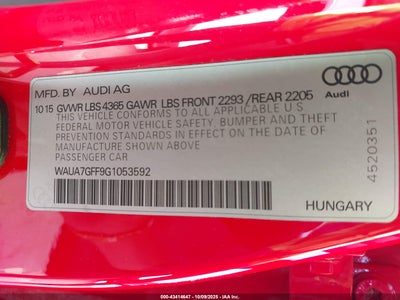 MFD. BY AUDI AG
Audi
10 15 GVWR LBS 4365 GAWR LBS FRONT 2293 /REAR 2205
THIS VEHICLE CONFORMS TO ALL APPLICABLE U.S.
FEDERAL MOTOR VEHICLE SAFETY, BUMPER AND THEFT
PREVENTION STANDARDS IN EFFECT ON THE DATE OF
MANUFACTURE SHOWN ABOVE.
PASSENGER CAR
WAUA7GFF9G1053592
HUNGARY
4520351
000-43414647 - 10/09/2025 - IAA Inc.